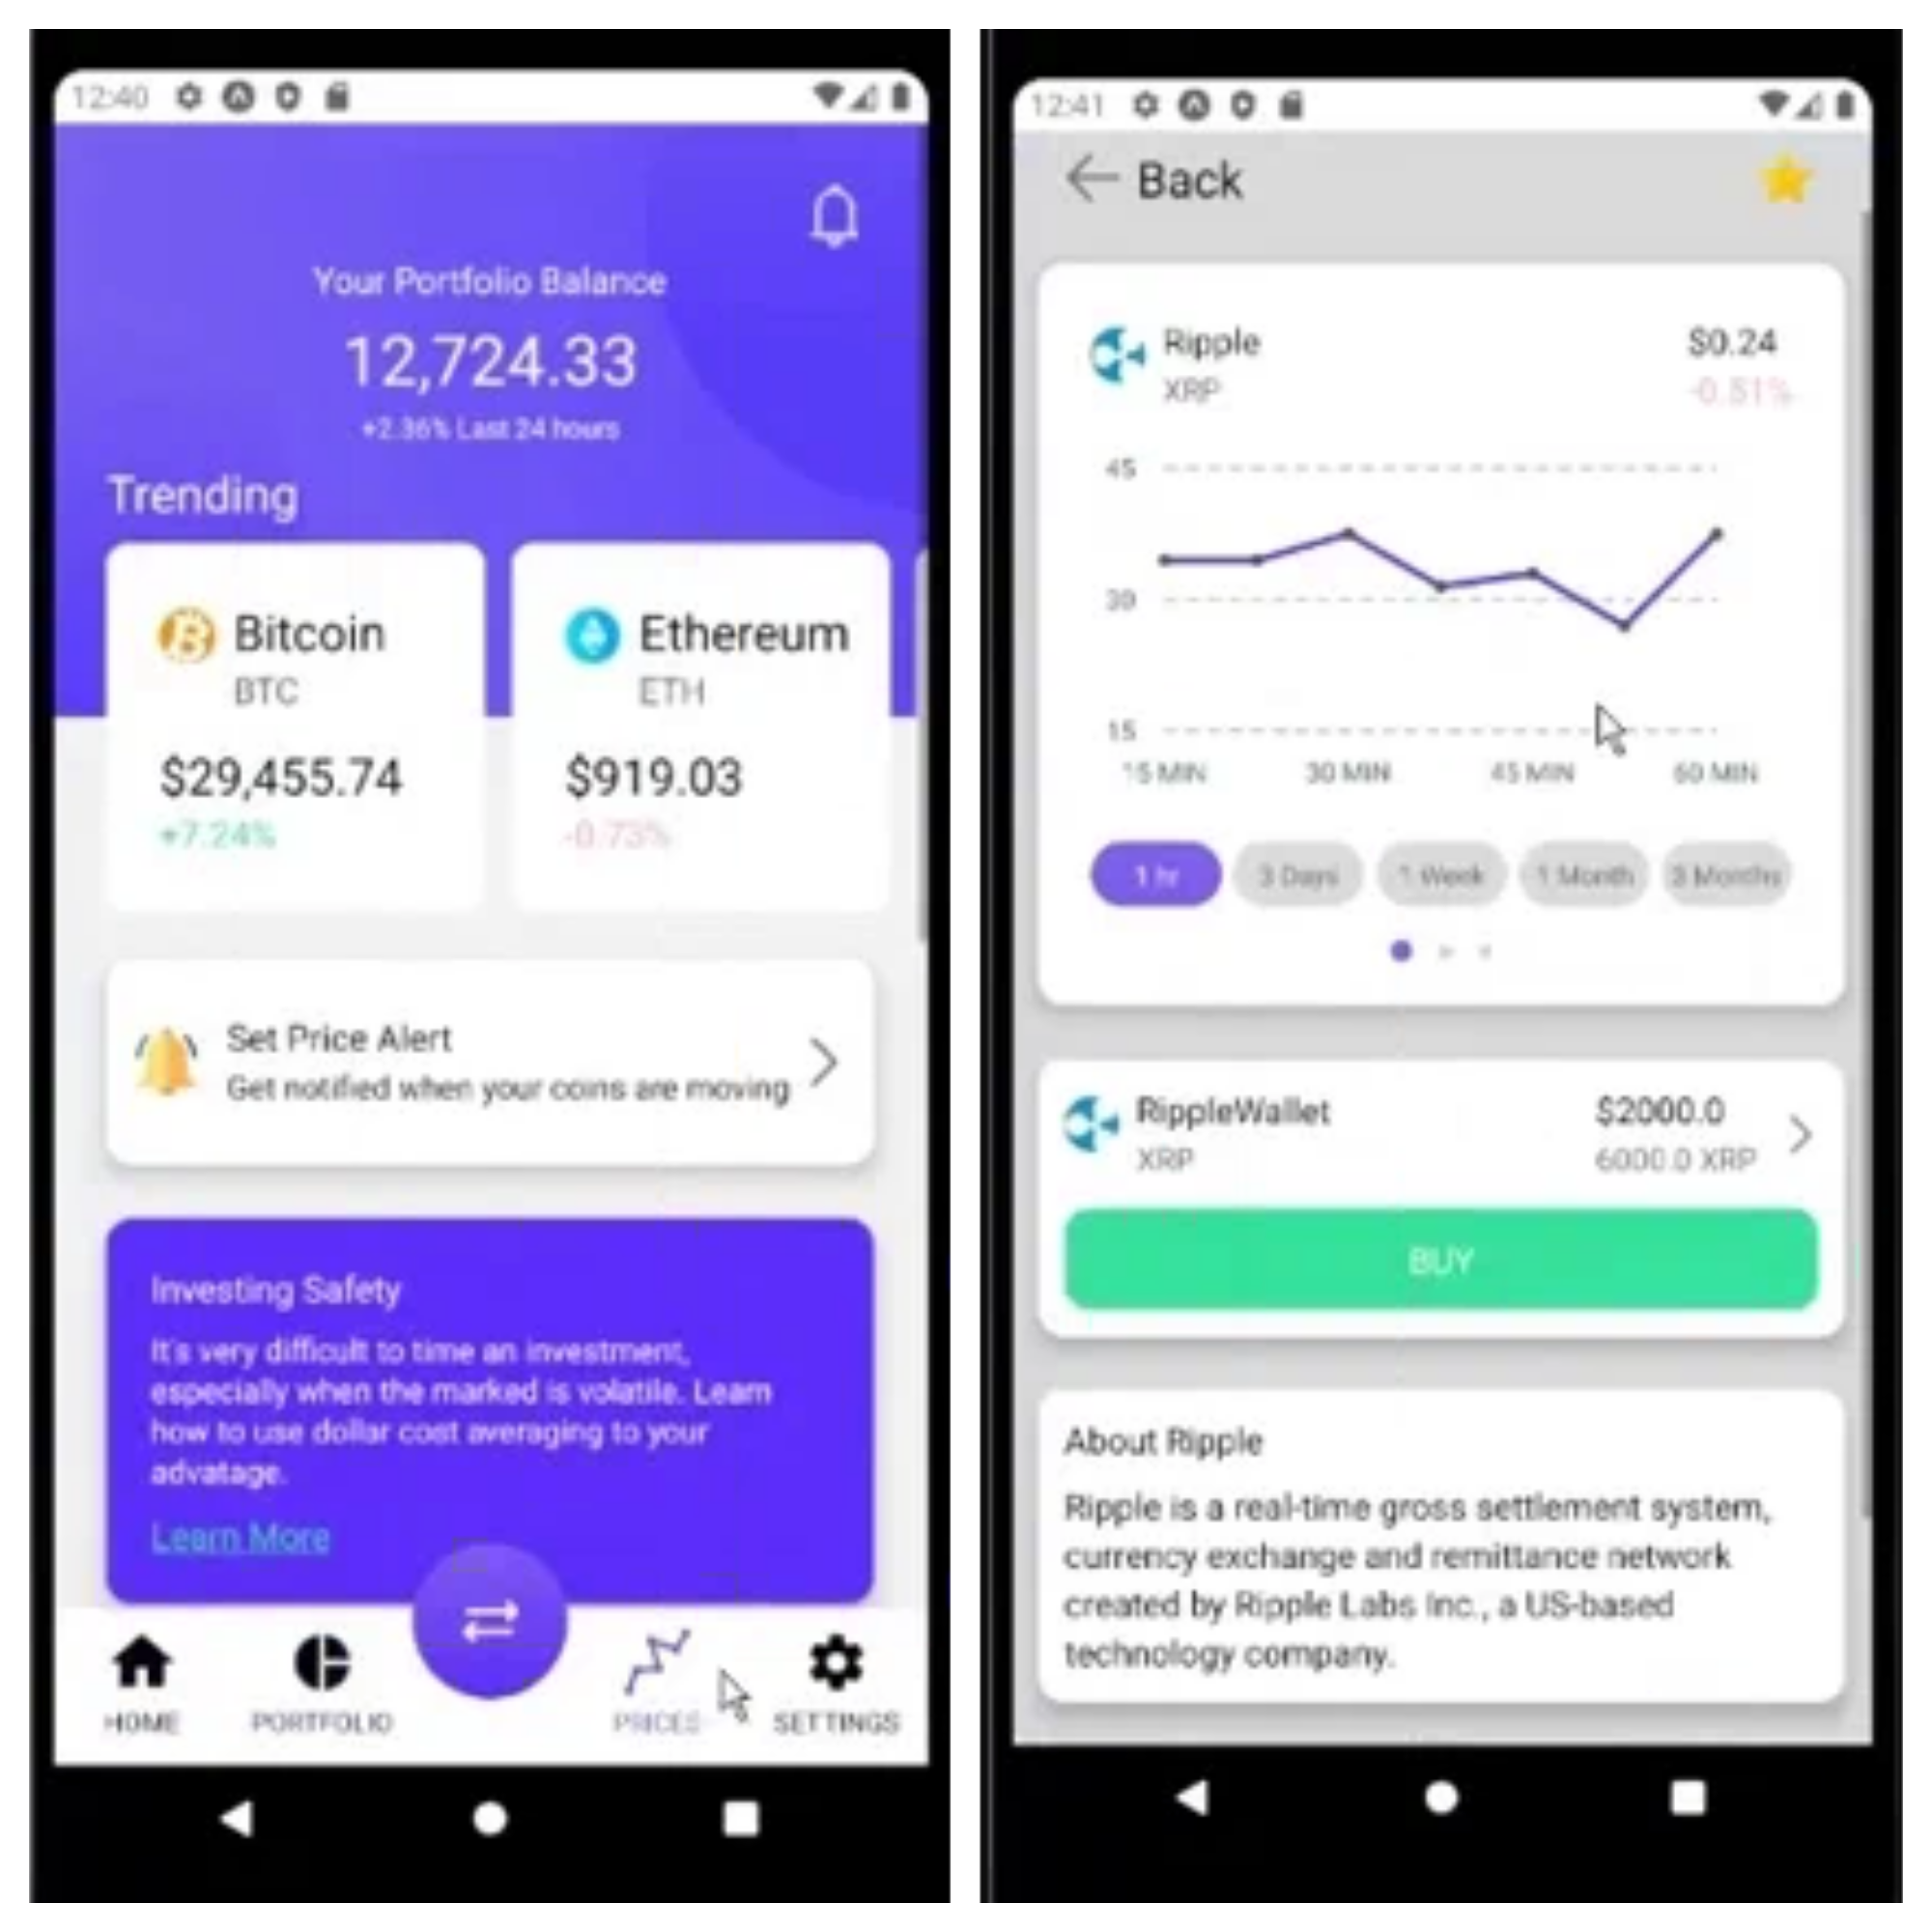 12:40
Your Portfolio Balance
12,724.33
+2.36% Last 24 hours
Trending
Bitcoin
BTC
$29,455.74
+7.24%
Ethereum
ETH
$919.03
-0.73%
Set Price Alert
Get notified when your coins are moving
Investing Safety
It's very difficult to time an investment,
especially when the marked is volatile. Learn
how to use dollar cost averaging to your
advatage.
Learn More
HOME
PORTFOLIO
PRICES
SETTINGS
12:41
Back
Ripple
XRP
$0.24
-0.51%
45
30
15
15 MIN
30 MIN
45 MIN
60 MIN
1 hr
3 Days
1 Week
1 Month
3 Months
RippleWallet
XRP
$2000.0
6000.0 XRP
BUY
About Ripple
Ripple is a real-time gross settlement system,
currency exchange and remittance network
created by Ripple Labs Inc., a US-based
technology company.